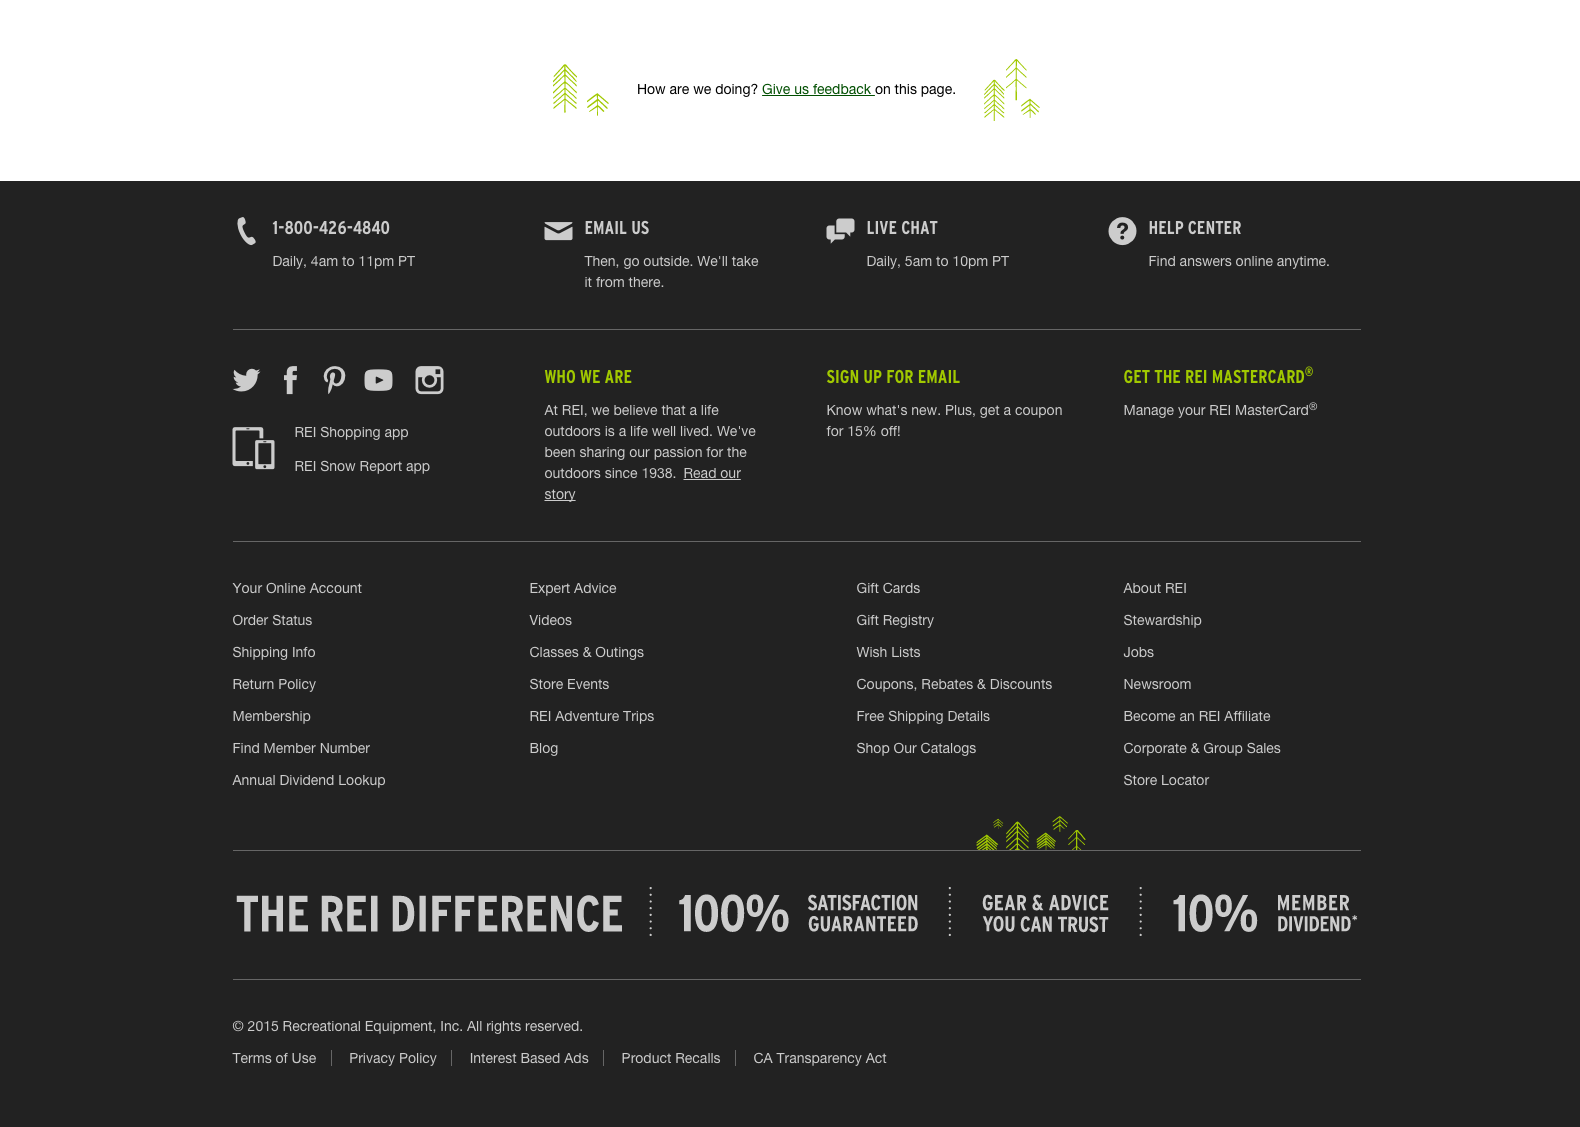 How are we doing? Give us feedback on this page.
1-800-426-4840
Daily, 4am to 11pm PT
EMAIL US
Then, go outside. We'll take
it from there.
LIVE CHAT
Daily, 5am to 10pm PT
HELP CENTER
Find answers online anytime.
REI Shopping app
REI Snow Report app
WHO WE ARE
At REI, we believe that a life
outdoors is a life well lived. We've
been sharing our passion for the
outdoors since 1938. Read our
story
SIGN UP FOR EMAIL
Know what's new. Plus, get a coupon
for 15% off!
GET THE REI MASTERCARD®
Manage your REI MasterCard®
Your Online Account
Order Status
Shipping Info
Return Policy
Membership
Find Member Number
Annual Dividend Lookup
Expert Advice
Videos
Classes & Outings
Store Events
REI Adventure Trips
Blog
Gift Cards
Gift Registry
Wish Lists
Coupons, Rebates & Discounts
Free Shipping Details
Shop Our Catalogs
About REI
Stewardship
Jobs
Newsroom
Become an REI Affiliate
Corporate & Group Sales
Store Locator
THE REI DIFFERENCE
100%
SATISFACTION
GUARANTEED
GEAR & ADVICE
YOU CAN TRUST
10%
MEMBER
DIVIDEND*
© 2015 Recreational Equipment, Inc. All rights reserved.
Terms of Use Privacy Policy Interest Based Ads Product Recalls CA Transparency Act